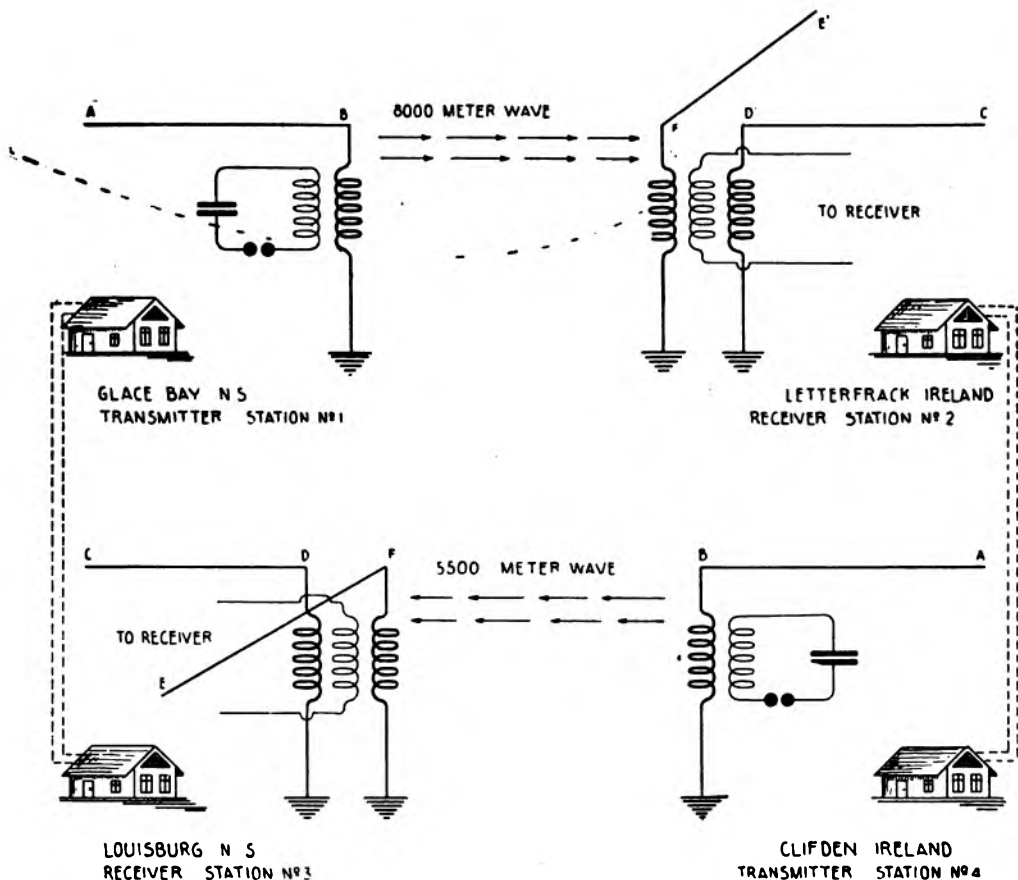 E'
A
B
8000 METER WAVE
F
D
C
TO RECEIVER
GLACE BAY N S
TRANSMITTER STATION Nº1
LETTERFRACK IRELAND
RECEIVER STATION Nº2
C
D
F
5500 METER WAVE
B
A
TO RECEIVER
E
LOUISBURG N S
RECEIVER STATION Nº3
CLIFDEN IRELAND
TRANSMITTER STATION Nº4